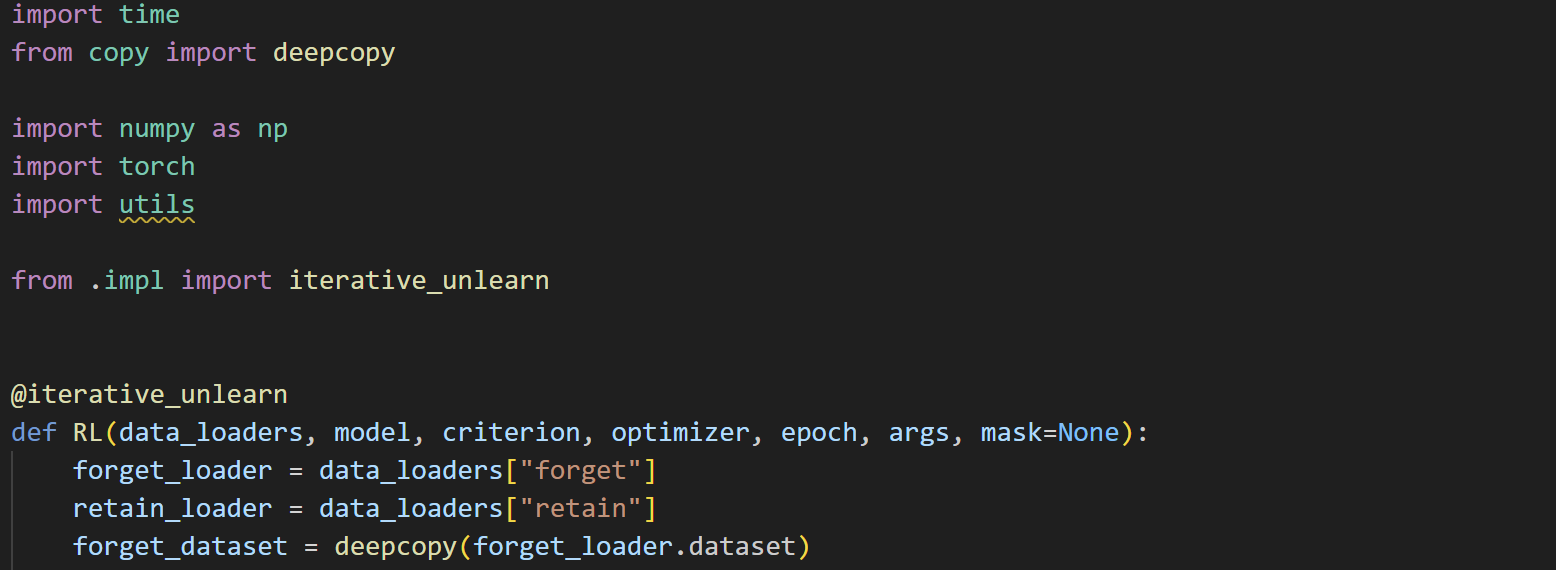 import time
from copy import deepcopy
import numpy as np
import torch
import utils
from .impl import iterative_unlearn
@iterative_unlearn
def RL(data_loaders, model, criterion, optimizer, epoch, args, mask=None):
    forget_loader = data_loaders["forget"]
    retain_loader = data_loaders["retain"]
    forget_dataset = deepcopy(forget_loader.dataset)